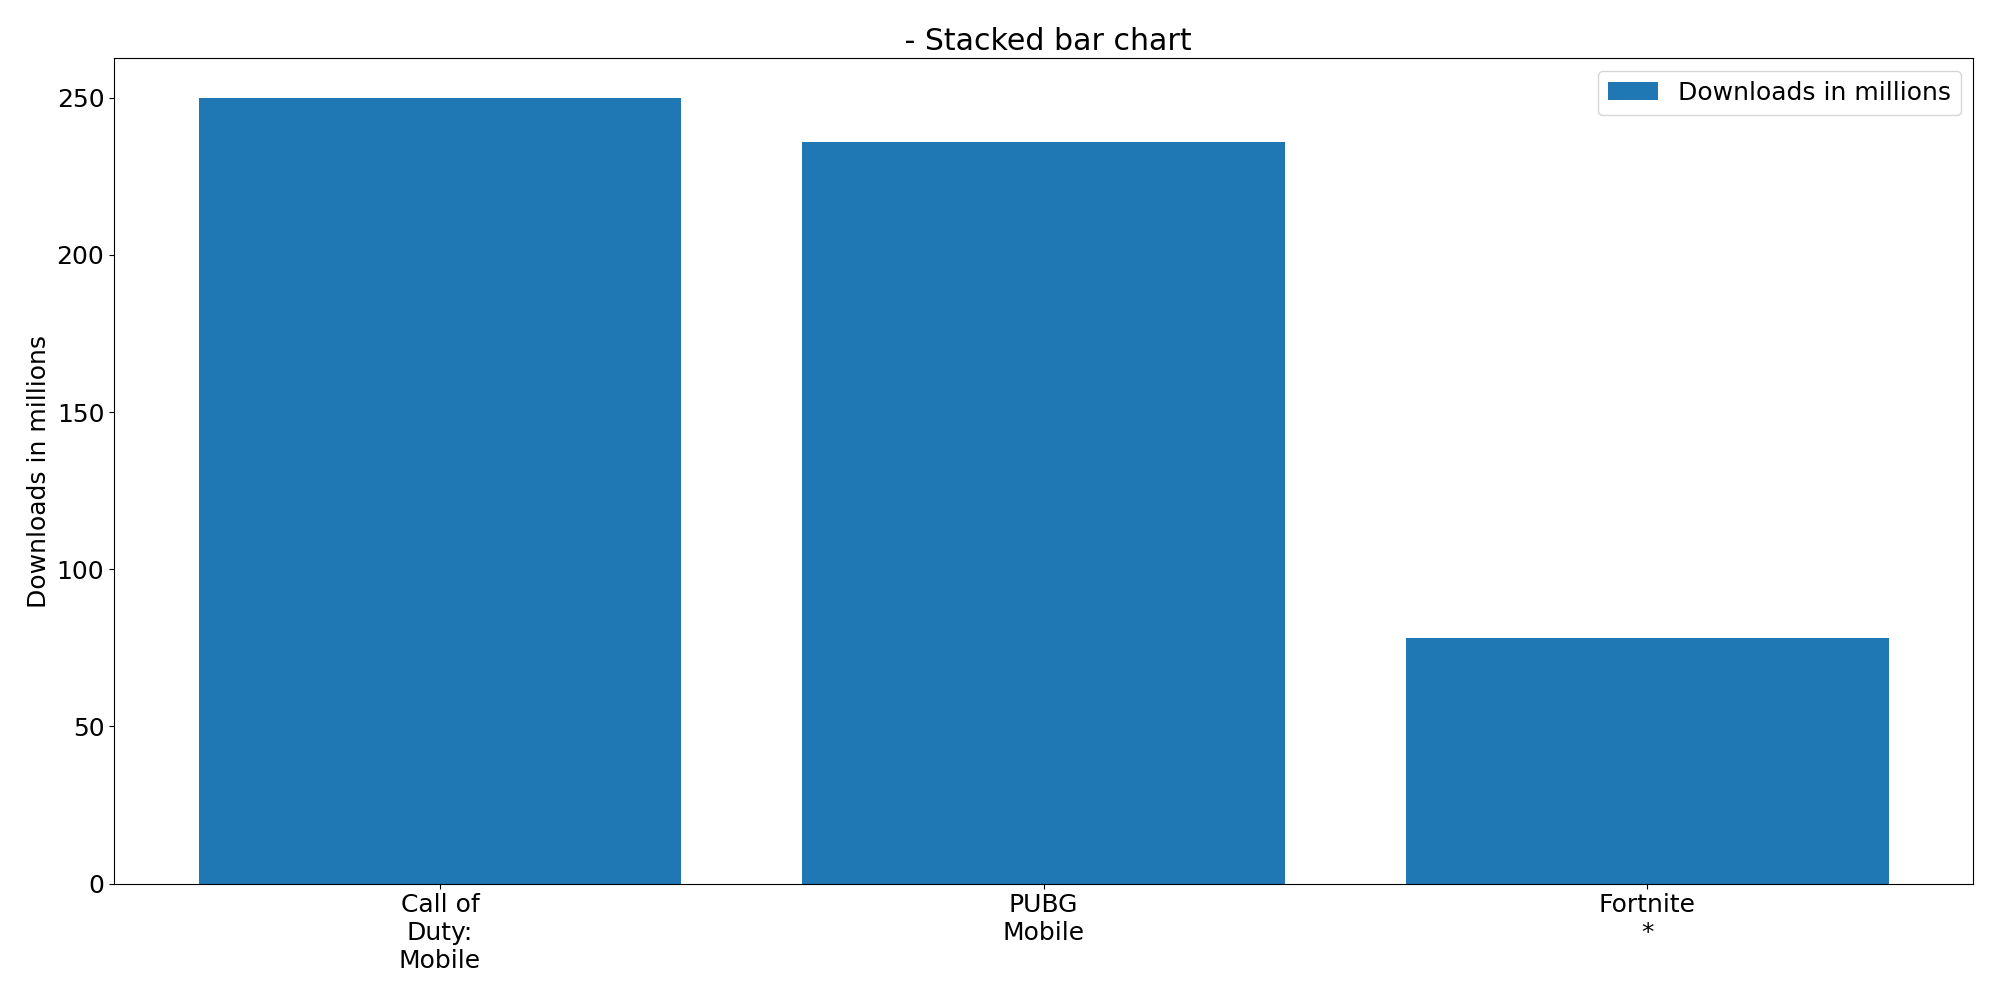 - Stacked bar chart
Downloads in millions
Downloads in millions
250
200
150
100
50
0
Call of
Duty:
Mobile
PUBG
Mobile
Fortnite
*